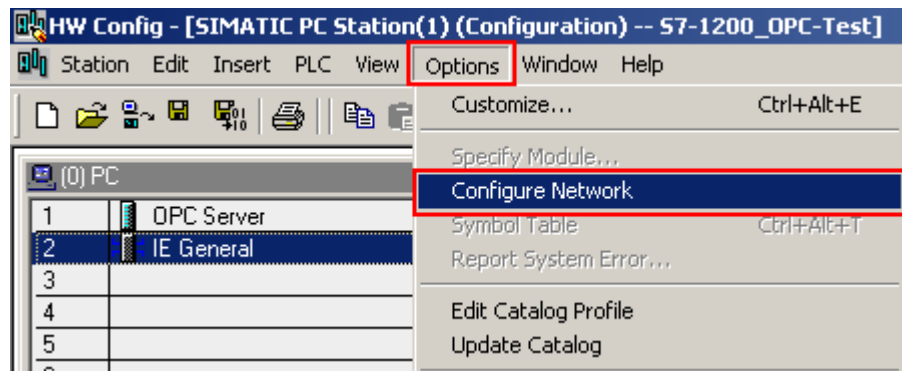 HW Config - [SIMATIC PC Station(1) (Configuration) -- S7-1200_OPC-Test]
Station Edit Insert PLC View Options Window Help
Customize... Ctrl+Alt+E
Specify Module...
Configure Network
Symbol Table Ctrl+Alt+T
Report System Error...
Edit Catalog Profile
Update Catalog
(0) PC
1 OPC Server
2 IE General
3
4
5